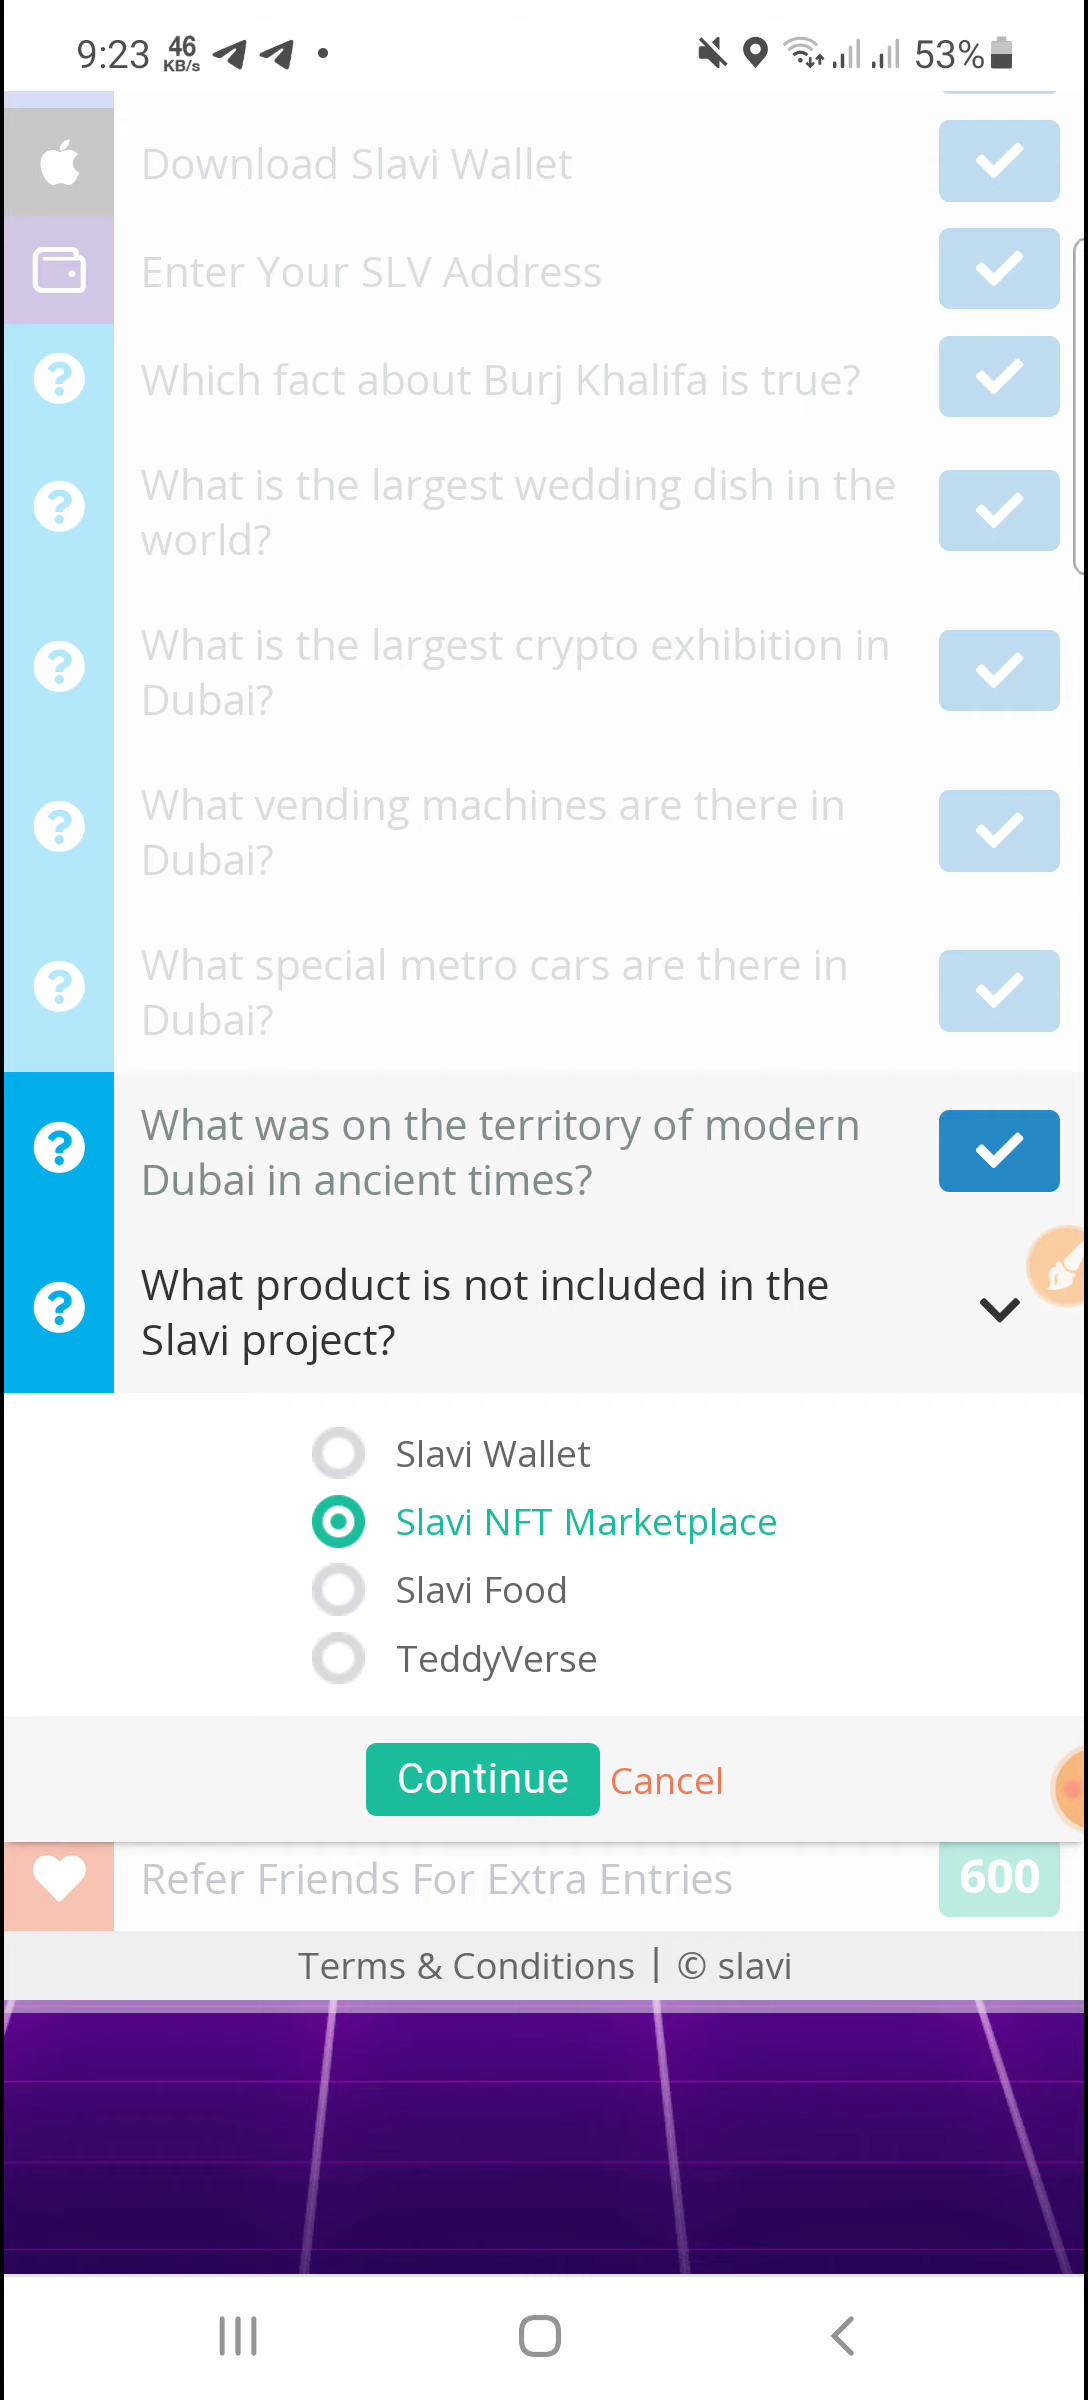 9:23 46 KB/s 53%
Download Slavi Wallet
Enter Your SLV Address
Which fact about Burj Khalifa is true?
What is the largest wedding dish in the
world?
What is the largest crypto exhibition in
Dubai?
What vending machines are there in
Dubai?
What special metro cars are there in
Dubai?
What was on the territory of modern
Dubai in ancient times?
What product is not included in the
Slavi project?
Slavi Wallet
Slavi NFT Marketplace
Slavi Food
TeddyVerse
Continue Cancel
Refer Friends For Extra Entries 600
Terms & Conditions | © slavi